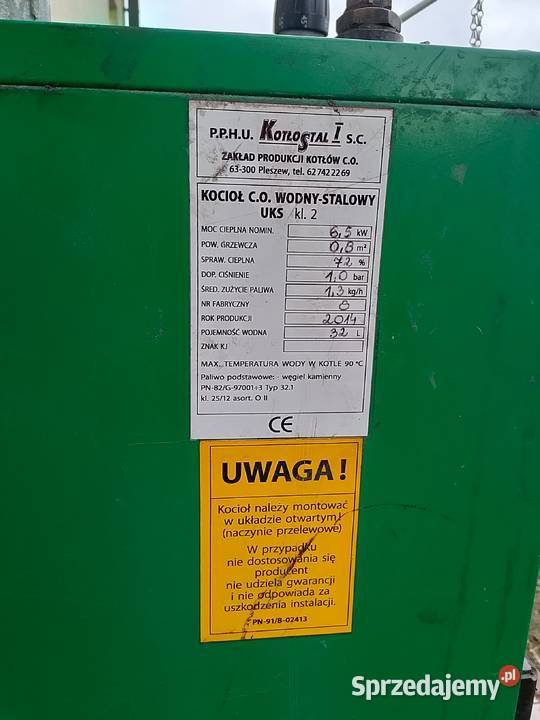 45
P.P.H.U. KOTŁOSTAL I S.C.
ZAKŁAD PRODUKCJI KOTŁÓW C.O.
63-300 Pleszew, tel. 627422269
KOCIOŁ C.O. WODNY-STALOWY
UKS kl. 2
MOC CIEPLNA NOMIN. 6,5 kW
POW. GRZEWCZA 0,8 m²
SPRAW. CIEPLNA 72 %
DOP. CIŚNIENIE 1,0 bar
ŚRED. ZUŻYCIE PALIWA 1,3 kg/h
NR FABRYCZNY 8
ROK PRODUKCJI 2014
POJEMNOŚĆ WODNA 32 L
ZNAK KJ
MAX. TEMPERATURA WODY W KOTLE 90 °C
Paliwo podstawowe: - węgiel kamienny
PN-82/G-97001÷3 Typ 32.1
kl. 25/12 asort. O II
CE
UWAGA !
Kocioł należy montować
w układzie otwartym !
(naczynie przelewowe)
W przypadku
nie dostosowania się
producent
nie udziela gwarancji
i nie odpowiada za
uszkodzenia instalacji.
PN-91/B-02413
Sprzedajemy.pl